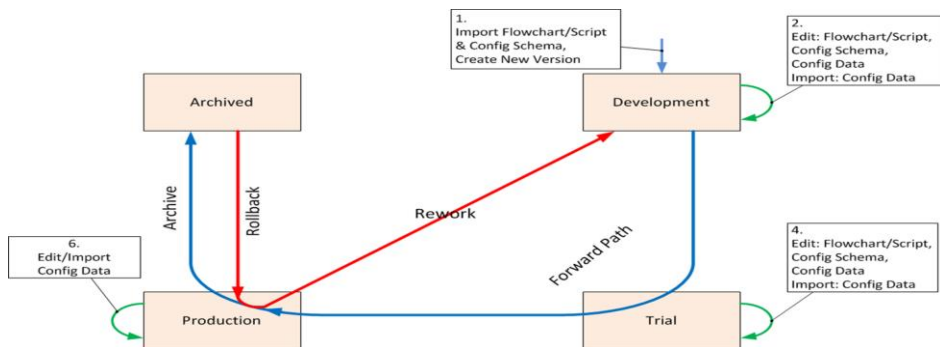 1.
Import Flowchart/Script
& Config Schema,
Create New Version
2.
Edit: Flowchart/Script,
Config Schema,
Config Data
Import: Config Data
Archived
Development
Archive
Rollback
Rework
Forward Path
6.
Edit/Import
Config Data
4.
Edit: Flowchart/Script,
Config Schema,
Config Data
Import: Config Data
Production
Trial